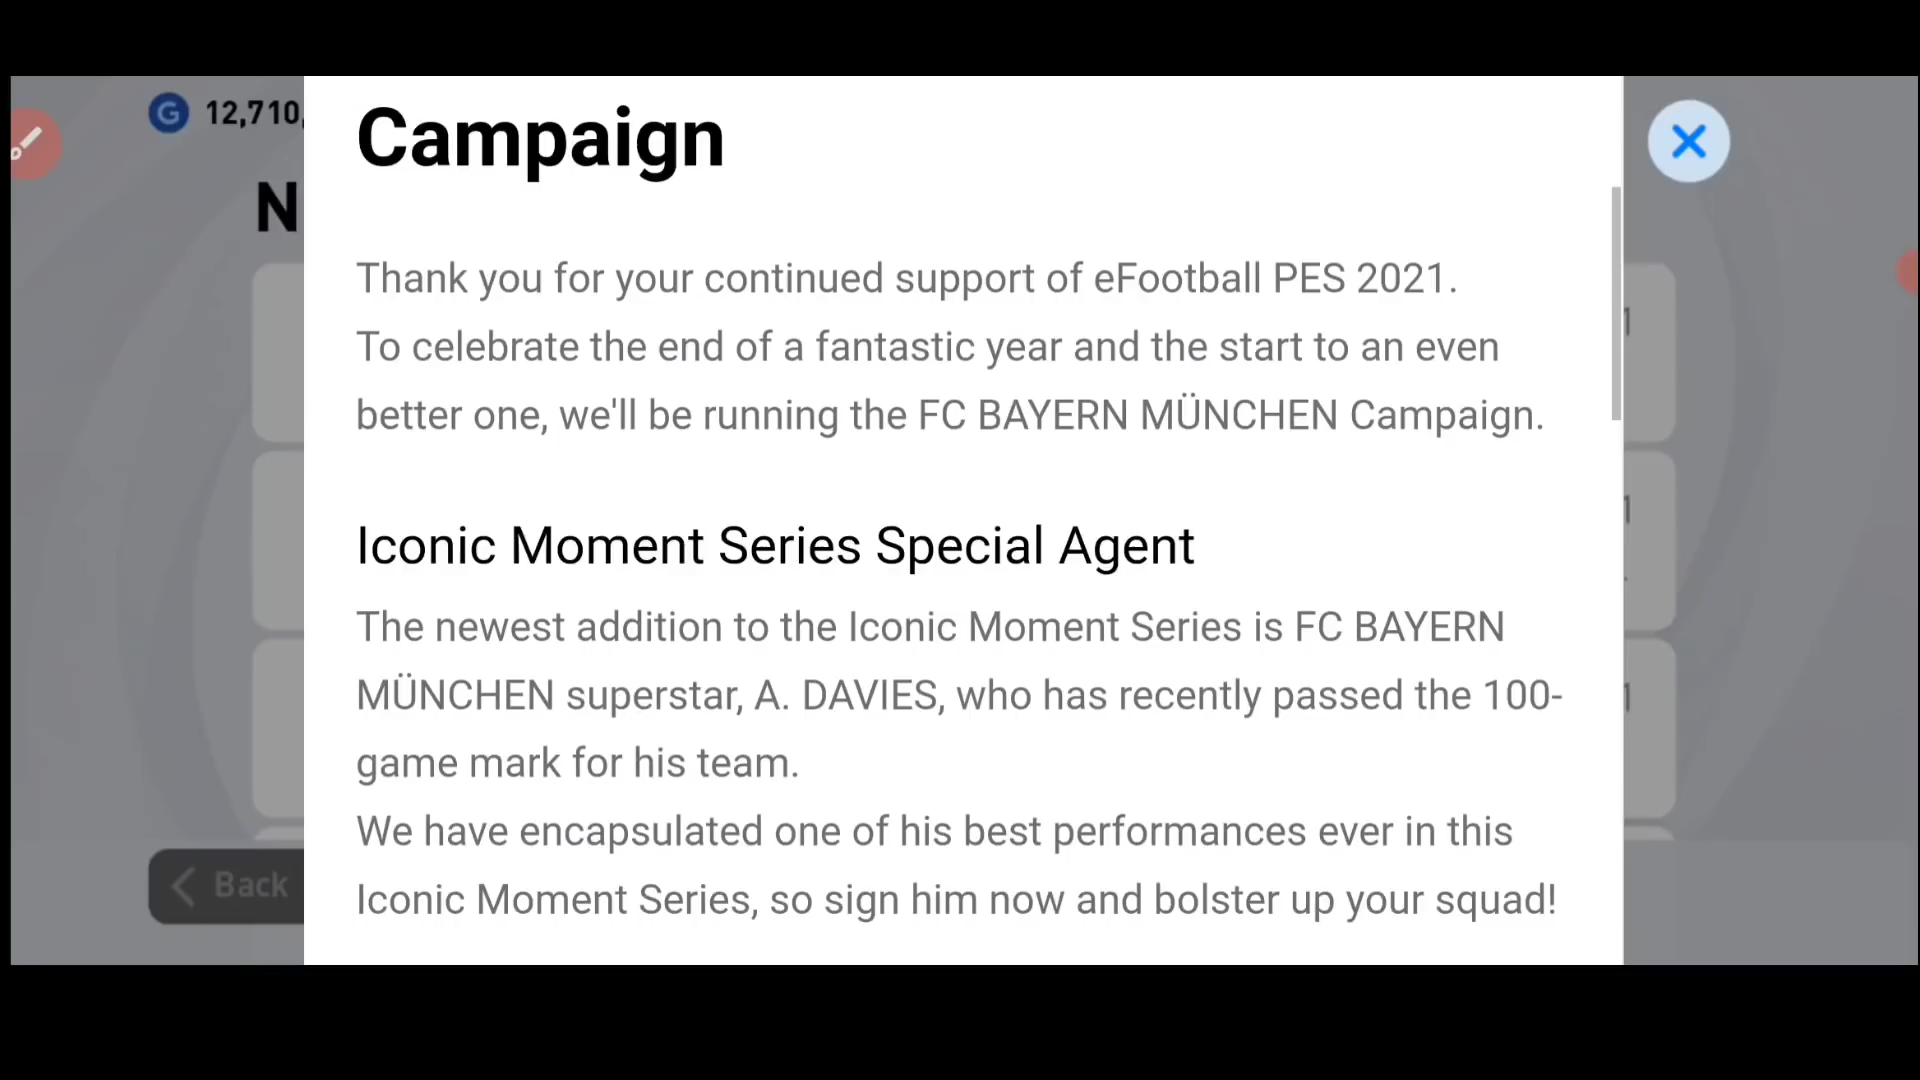 G 12,710,
N
Campaign
Thank you for your continued support of eFootball PES 2021.
To celebrate the end of a fantastic year and the start to an even
better one, we'll be running the FC BAYERN MÜNCHEN Campaign.
Iconic Moment Series Special Agent
The newest addition to the Iconic Moment Series is FC BAYERN
MÜNCHEN superstar, A. DAVIES, who has recently passed the 100-
game mark for his team.
We have encapsulated one of his best performances ever in this
Iconic Moment Series, so sign him now and bolster up your squad!
1
1
1
Back